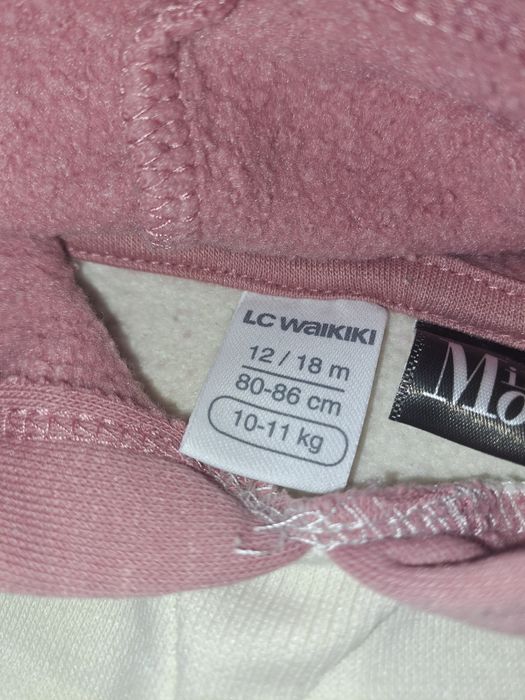 LC WAIKIKI
12 / 18 m
80-86 cm
10-11 kg